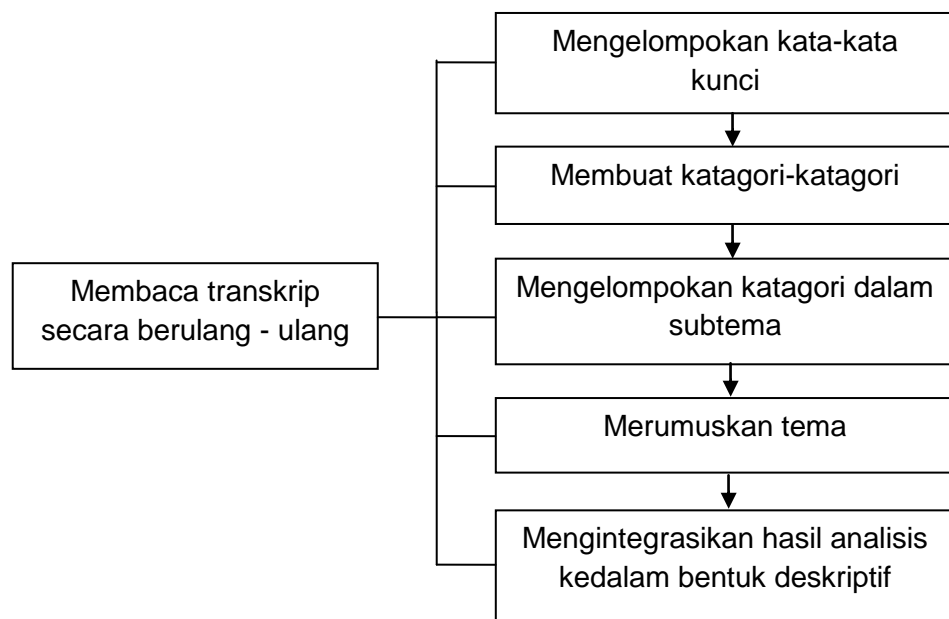 Mengelompokan kata-kata
kunci
Membuat katagori-katagori
Membaca transkrip
secara berulang - ulang
Mengelompokan katagori dalam
subtema
Merumuskan tema
Mengintegrasikan hasil analisis
kedalam bentuk deskriptif